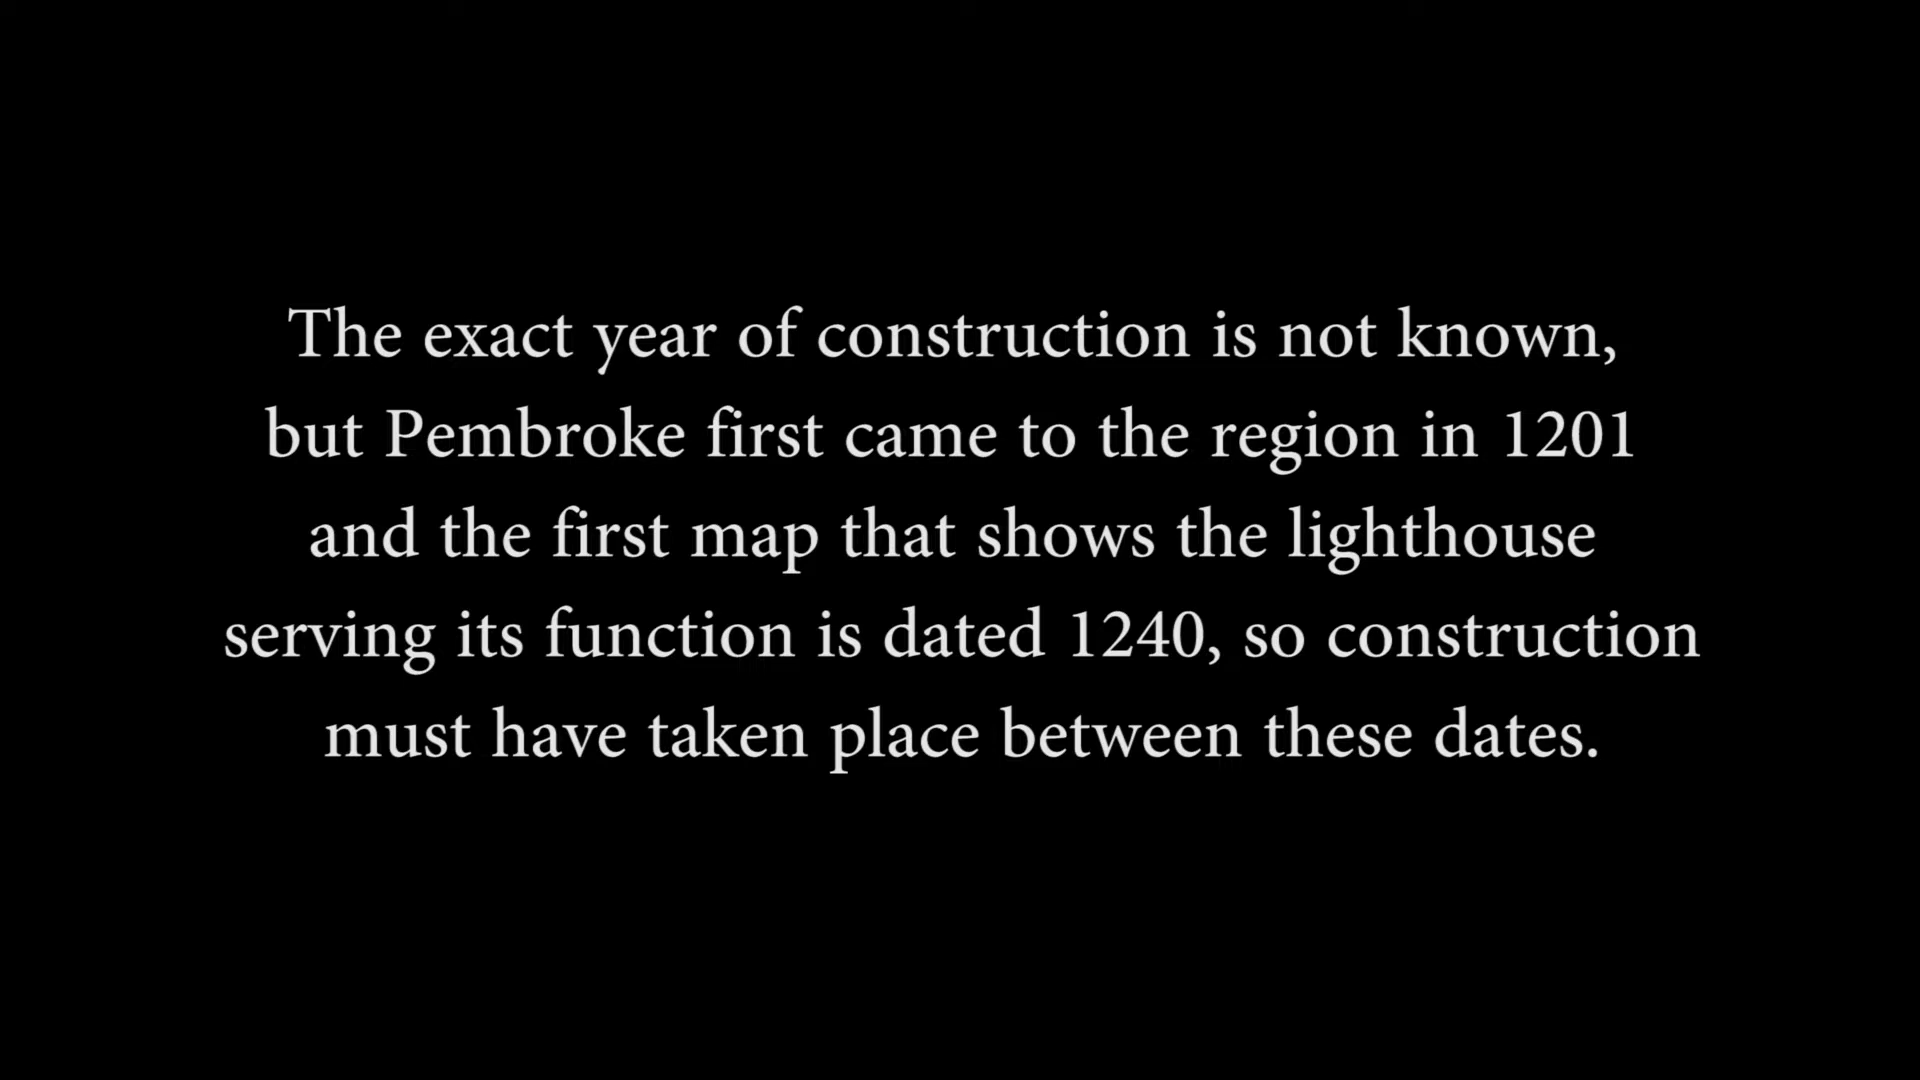 The exact year of construction is not known,
but Pembroke first came to the region in 1201
and the first map that shows the lighthouse
serving its function is dated 1240, so construction
must have taken place between these dates.